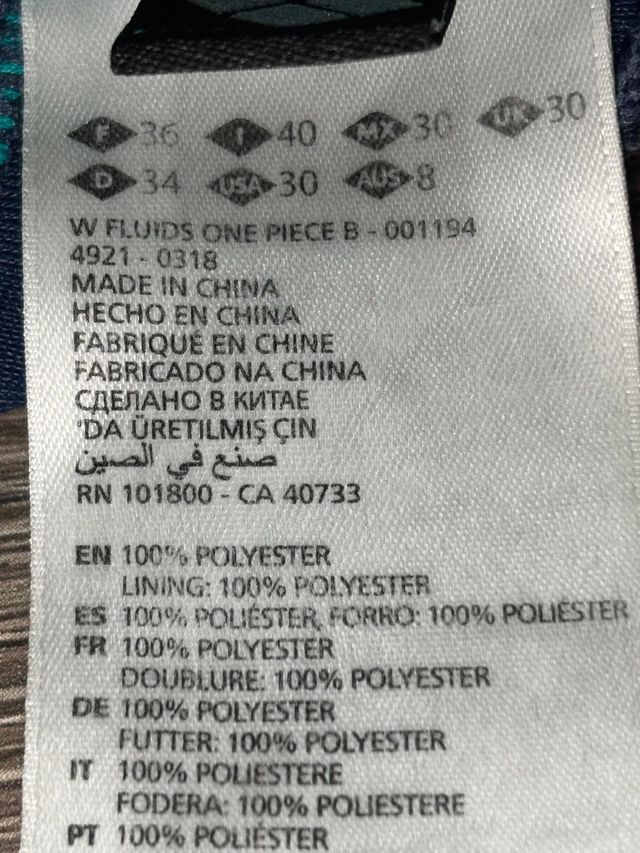 F 36 I 40 MX 30 UK 30
D 34 USA 30 AUS 8
W FLUIDS ONE PIECE B - 001194
4921 - 0318
MADE IN CHINA
HECHO EN CHINA
FABRIQUÉ EN CHINE
FABRICADO NA CHINA
СДЕЛАНО В КИТАЕ
'DA ÜRETILMIŞ ÇIN
صنع في الصين
RN 101800 - CA 40733
EN 100% POLYESTER
LINING: 100% POLYESTER
ES 100% POLIÉSTER, FORRO: 100% POLIÉSTER
FR 100% POLYESTER
DOUBLURE: 100% POLYESTER
DE 100% POLYESTER
FUTTER: 100% POLYESTER
IT 100% POLIESTERE
FODERA: 100% POLIESTERE
PT 100% POLIÉSTER